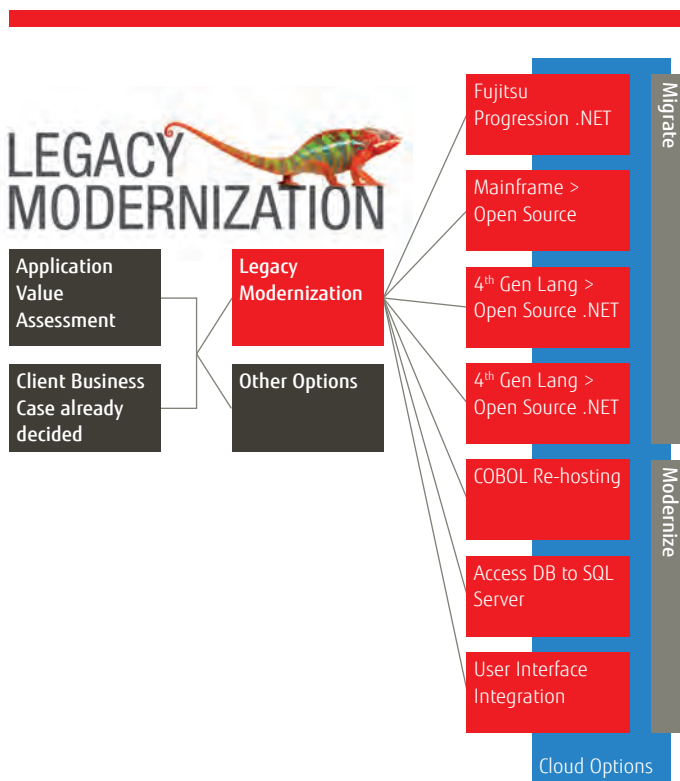 LEGACY
MODERNIZATION
Application
Value
Assessment
Client Business
Case already
decided
Legacy
Modernization
Other Options
Fujitsu
Progression .NET
Mainframe >
Open Source
4th Gen Lang >
Open Source .NET
4th Gen Lang >
Open Source .NET
COBOL Re-hosting
Access DB to SQL
Server
User Interface
Integration
Migrate
Modernize
Cloud Options